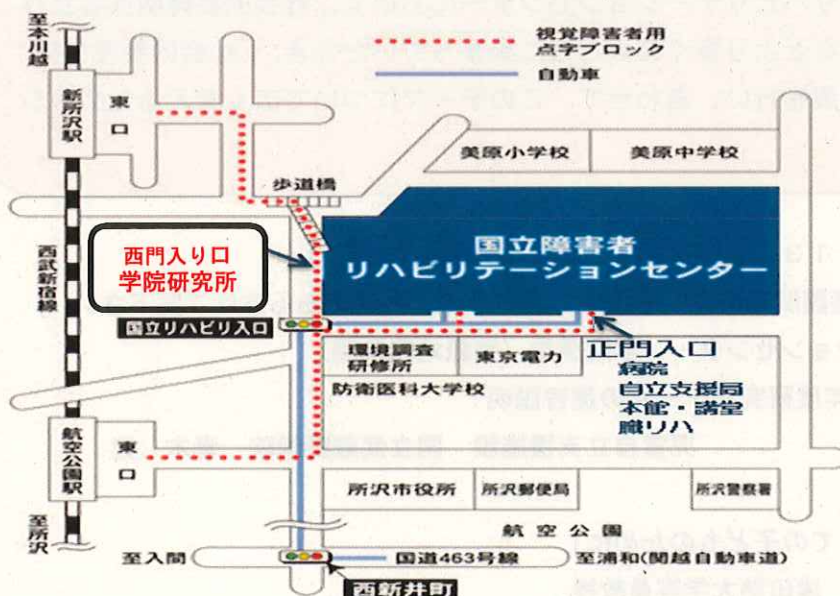 至本川越
新所沢駅
東口
視覚障害者用
点字ブロック
自動車
歩道橋
美原小学校
美原中学校
西武新宿線
西門入り口
学院研究所
国立障害者
リハビリテーションセンター
国立リハビリ入口
環境調査
研修所
東京電力
正門入口
病院
自立支援局
本館・講堂
職リハ
防衛医科大学校
航空公園駅
東口
所沢市役所
所沢郵便局
所沢警察署
至所沢
航空公園
至入間
国道463号線
至浦和(関越自動車道)
西新井町